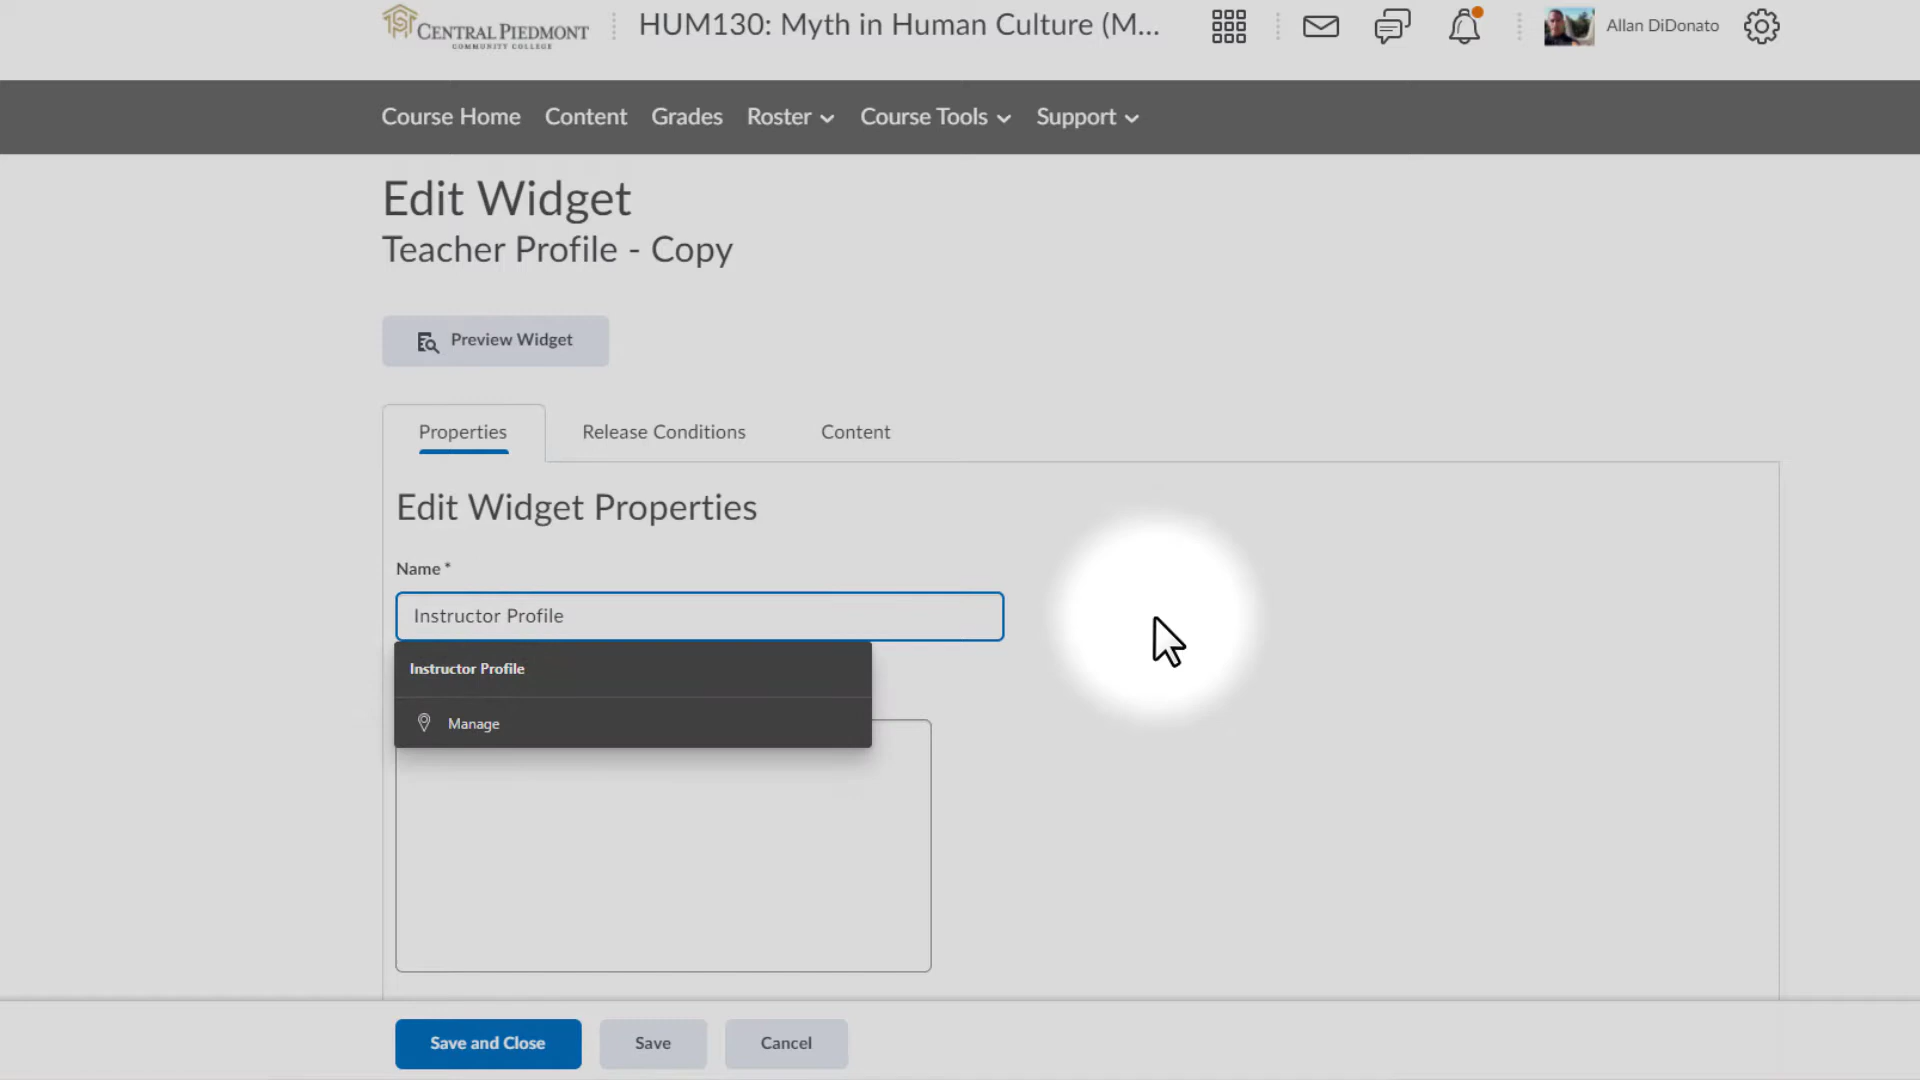 CENTRAL PIEDMONT
COMMUNITY COLLEGE
HUM130: Myth in Human Culture (M...
Allan DiDonato
Course Home Content Grades Roster Course Tools Support
Edit Widget
Teacher Profile - Copy
Preview Widget
Properties Release Conditions Content
Edit Widget Properties
Name *
Instructor Profile
Instructor Profile
Manage
Save and Close Save Cancel